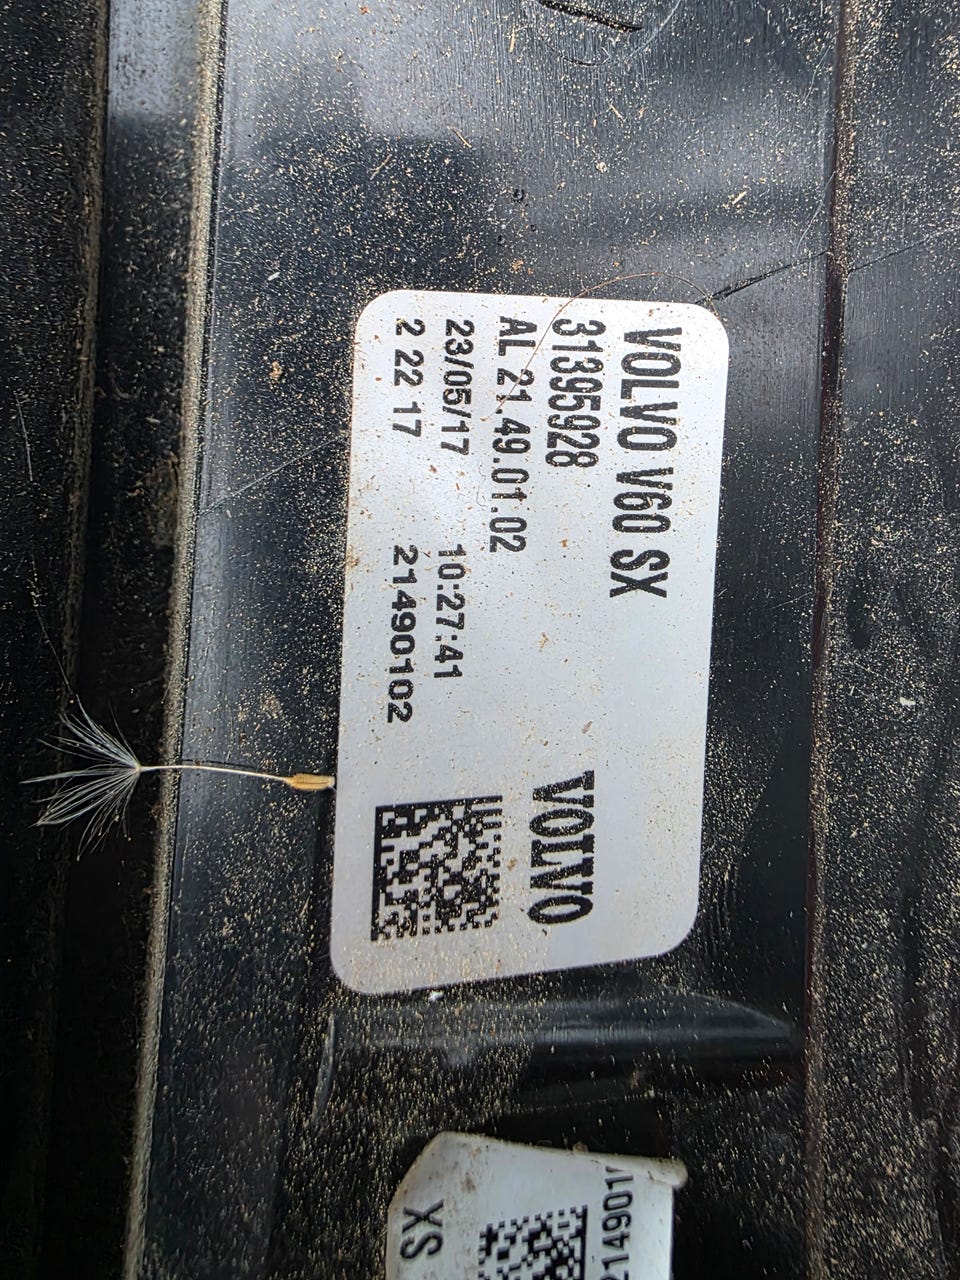 VOLVO V60 SX
31395928
AL 21.49.01.02
23/05/17 10:27:41
2 22 17 21490102
VOLVO
XS